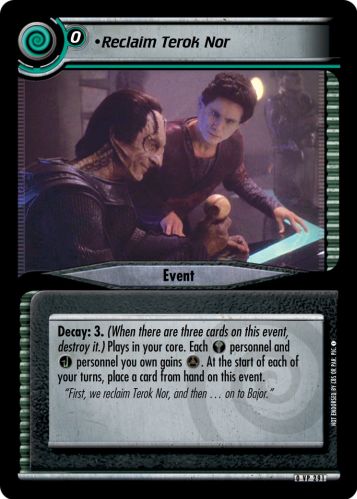 0
•Reclaim Terok Nor
Event
Decay: 3. (When there are three cards on this event,
destroy it.) Plays in your core. Each personnel and
personnel you own gains . At the start of each of
your turns, place a card from hand on this event.
"First, we reclaim Terok Nor, and then ... on to Bajor."
NOT ENDORSED BY CBS OR PAR. PIC.
0 VP 291